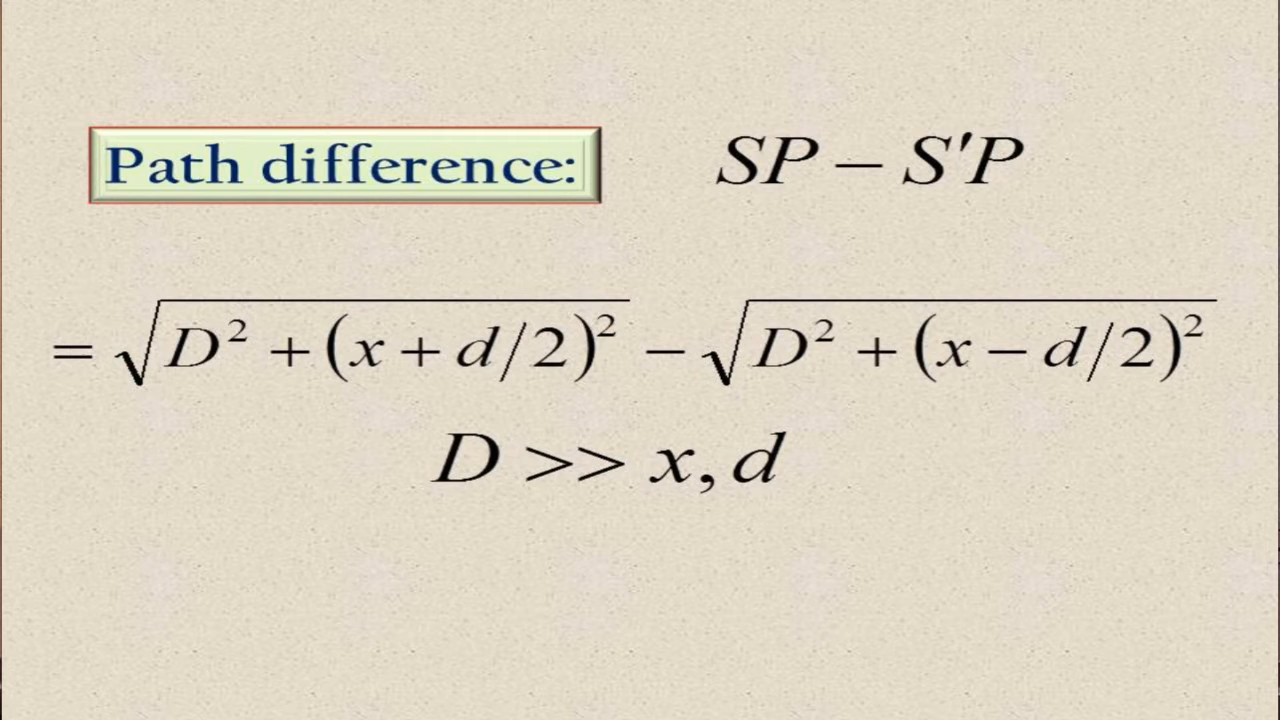 Path difference: SP − S′P
= √(D² + (x + d/2)²) − √(D² + (x − d/2)²)
D >> x, d